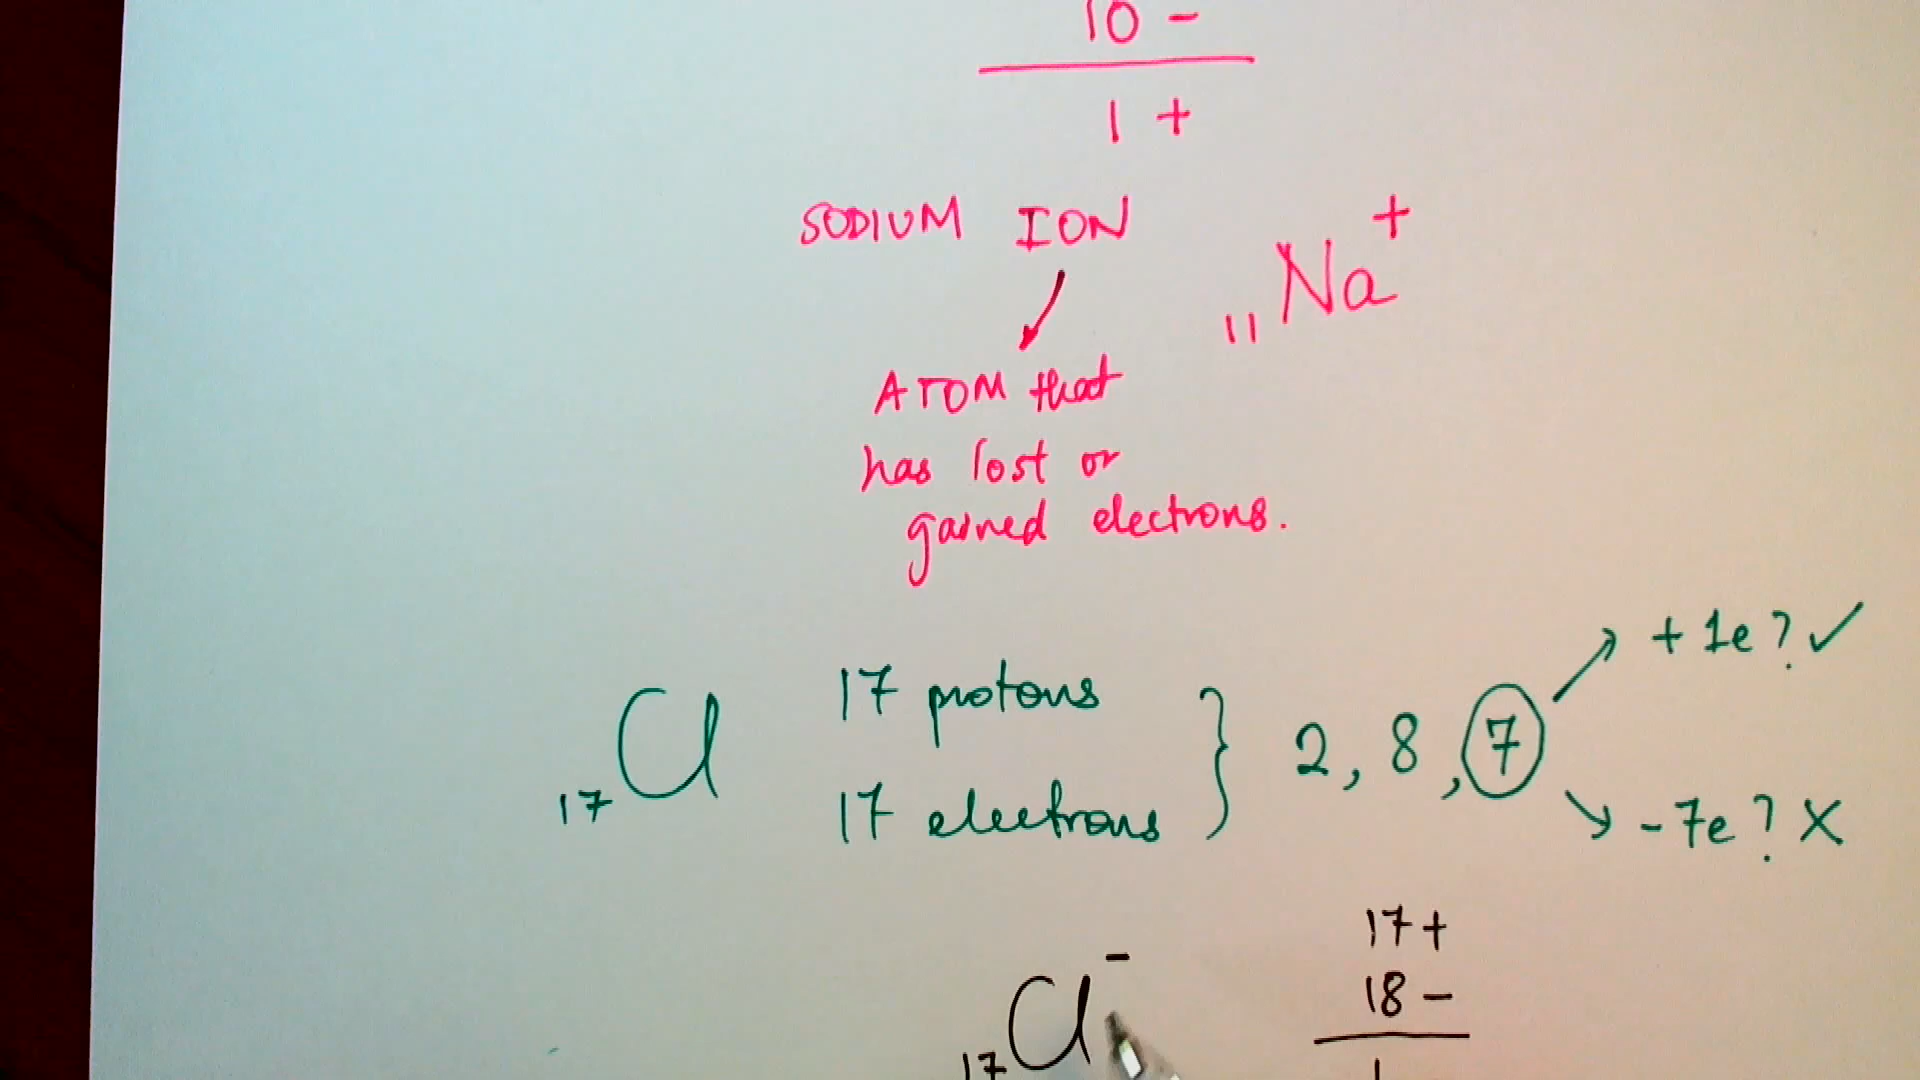 10 -
1 +
SODIUM ION
11Na+
ATOM that
has lost or
gained electrons.
+ 1e ? ✓
17Cl 17 protons } 2, 8, 7
17 electrons
- 7e ? X
17 +
17Cl-
18 -
1